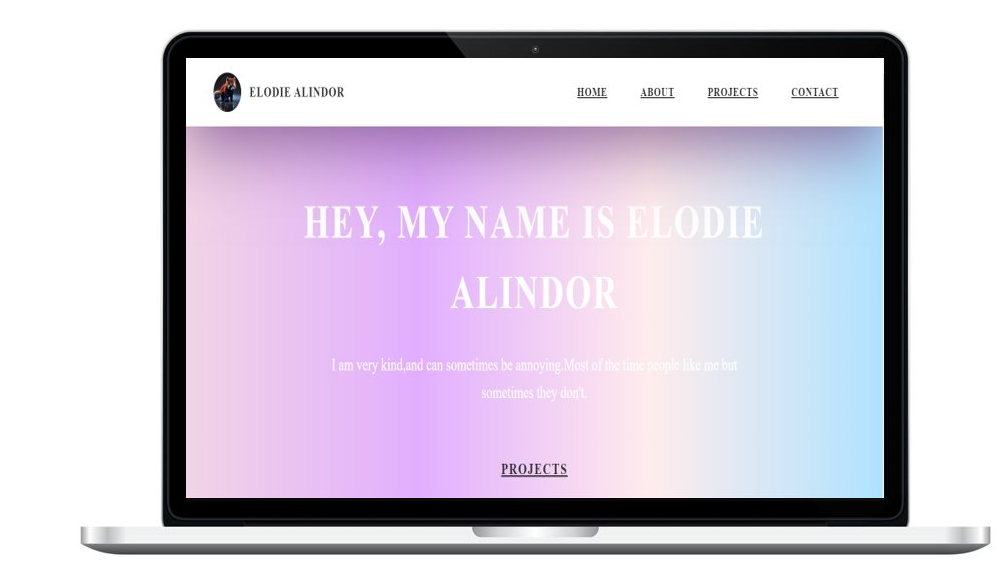 ELODIE ALINDOR
HOME ABOUT PROJECTS CONTACT
HEY, MY NAME IS ELODIE
ALINDOR
I am very kind,and can sometimes be annoying.Most of the time people like me but
sometimes they don't.
PROJECTS